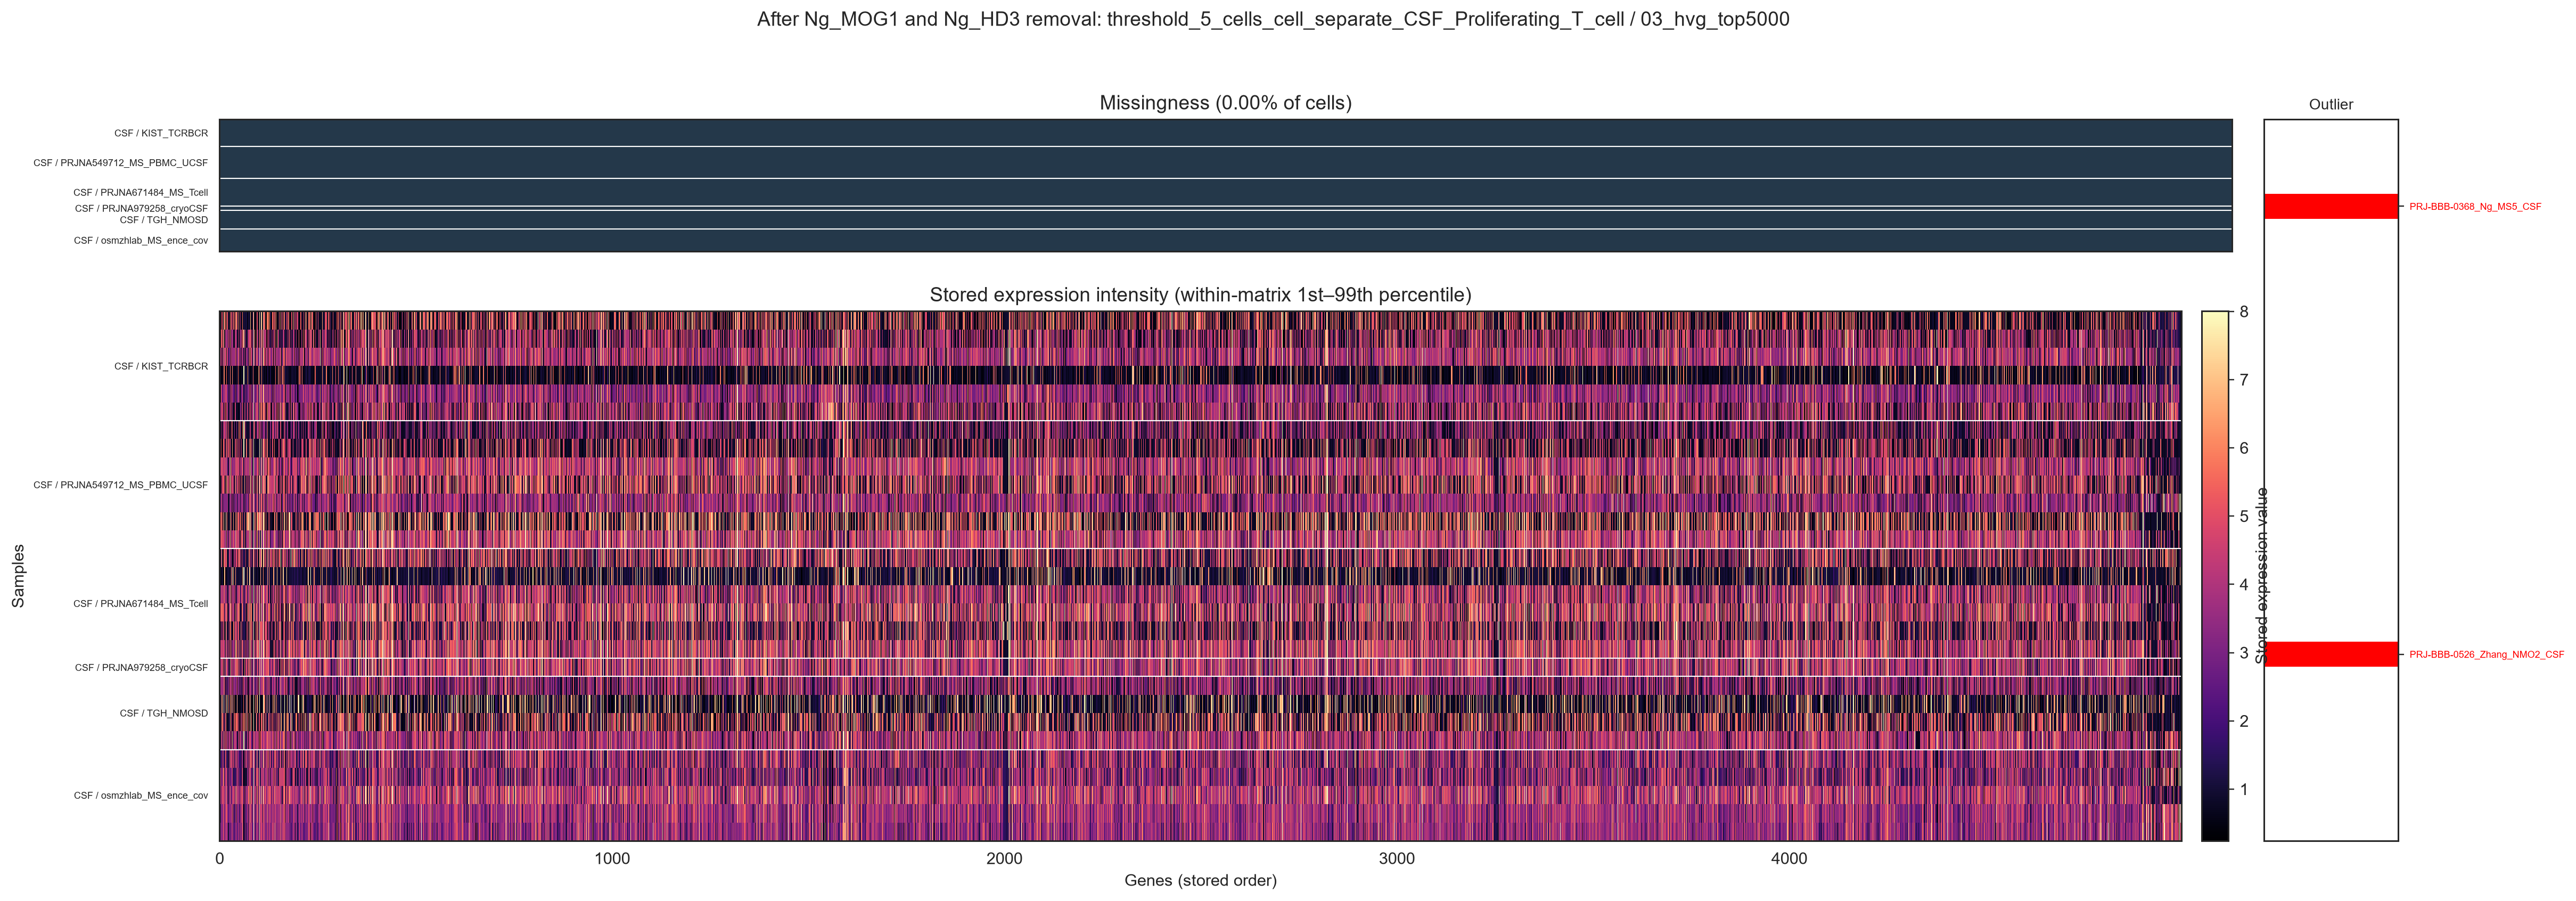 After Ng_MOG1 and Ng_HD3 removal: threshold_5_cells_cell_separate_CSF_Proliferating_T_cell / 03_hvg_top5000
Missingness (0.00% of cells)
Outlier
CSF / KIST_TCRBCR
CSF / PRJNA549712_MS_PBMC_UCSF
CSF / PRJNA671484_MS_Tcell
CSF / PRJNA979258_cryoCSF
CSF / TGH_NMOSD
CSF / osmzhlab_MS_ence_cov
PRJ-BBB-0368_Ng_MS5_CSF
Stored expression intensity (within-matrix 1st–99th percentile)
Samples
CSF / KIST_TCRBCR
CSF / PRJNA549712_MS_PBMC_UCSF
CSF / PRJNA671484_MS_Tcell
CSF / PRJNA979258_cryoCSF
CSF / TGH_NMOSD
CSF / osmzhlab_MS_ence_cov
8
7
6
5
4
3
2
1
Stored expression value
PRJ-BBB-0526_Zhang_NMO2_CSF
0 1000 2000 3000 4000
Genes (stored order)